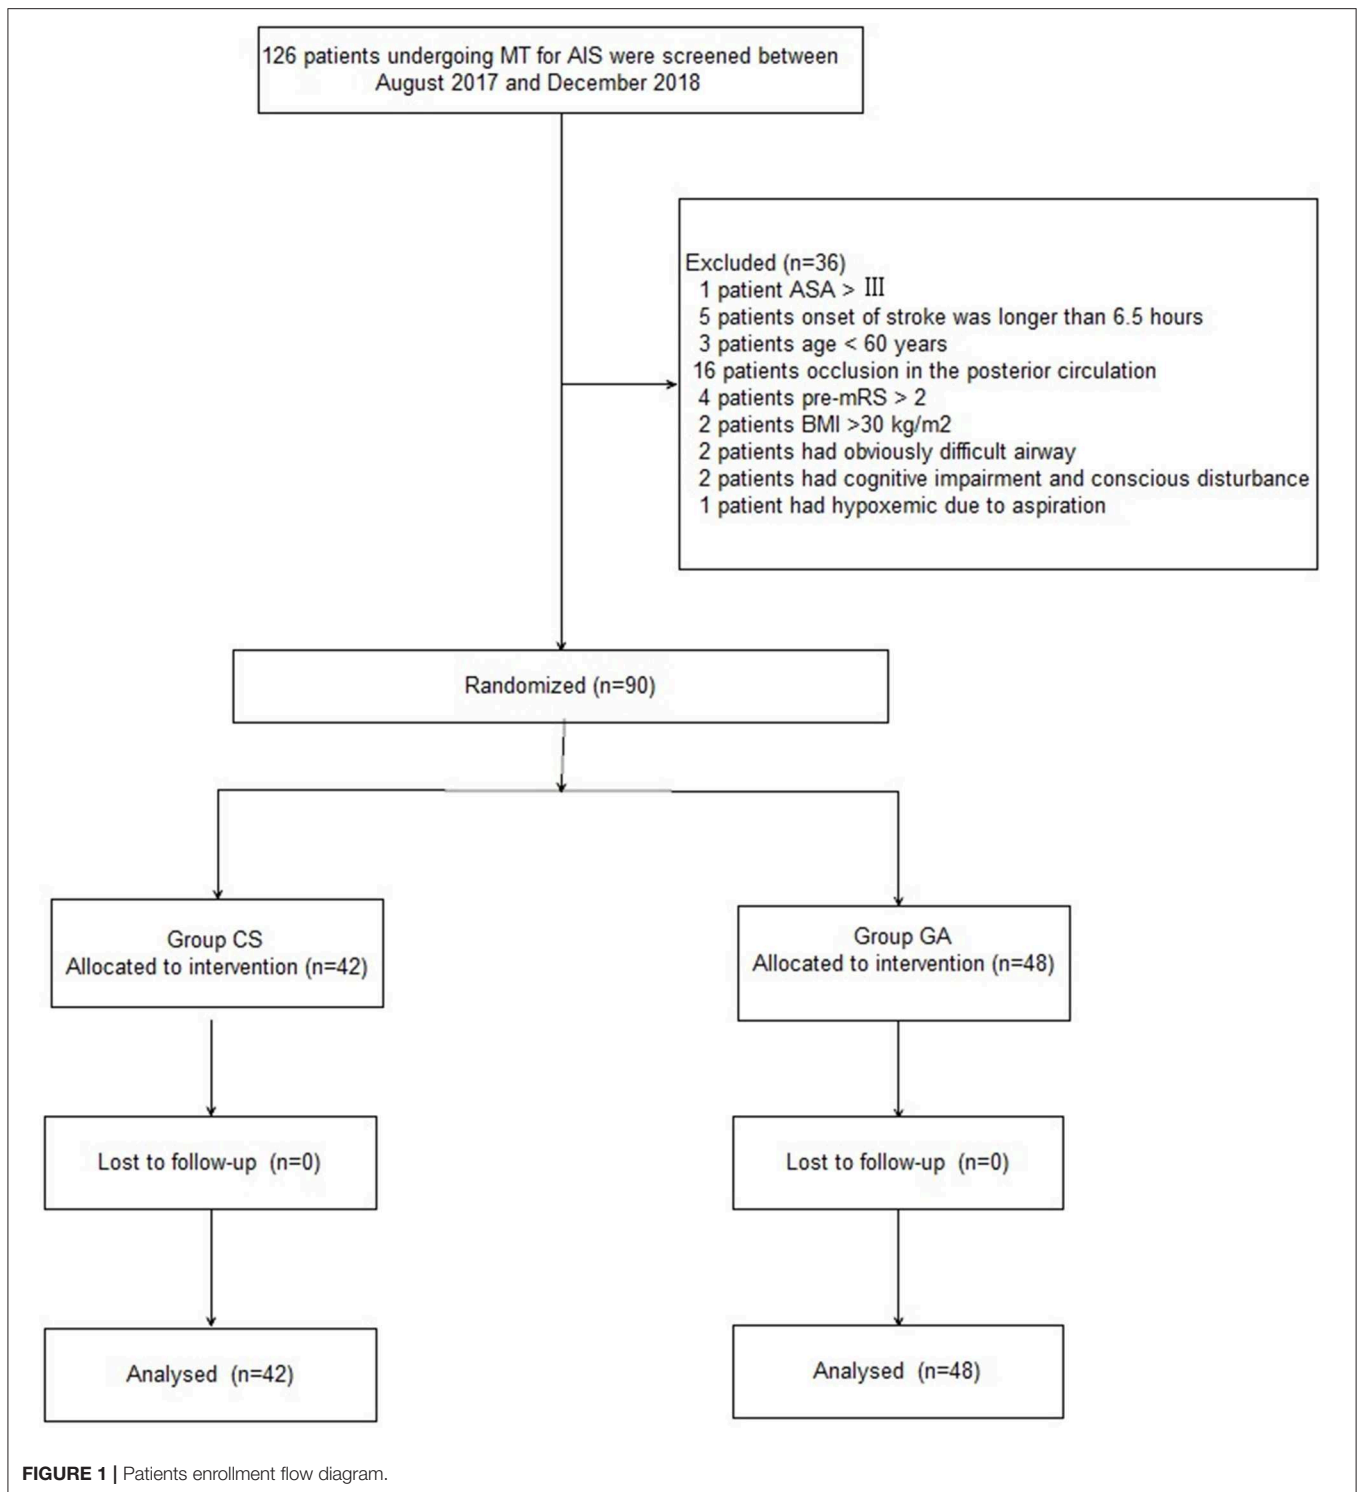 126 patients undergoing MT for AIS were screened between
August 2017 and December 2018
Excluded (n=36)
1 patient ASA > III
5 patients onset of stroke was longer than 6.5 hours
3 patients age < 60 years
16 patients occlusion in the posterior circulation
4 patients pre-mRS > 2
2 patients BMI >30 kg/m2
2 patients had obviously difficult airway
2 patients had cognitive impairment and conscious disturbance
1 patient had hypoxemic due to aspiration
Randomized (n=90)
Group CS
Allocated to intervention (n=42)
Group GA
Allocated to intervention (n=48)
Lost to follow-up (n=0)
Lost to follow-up (n=0)
Analysed (n=42)
Analysed (n=48)
FIGURE 1 | Patients enrollment flow diagram.